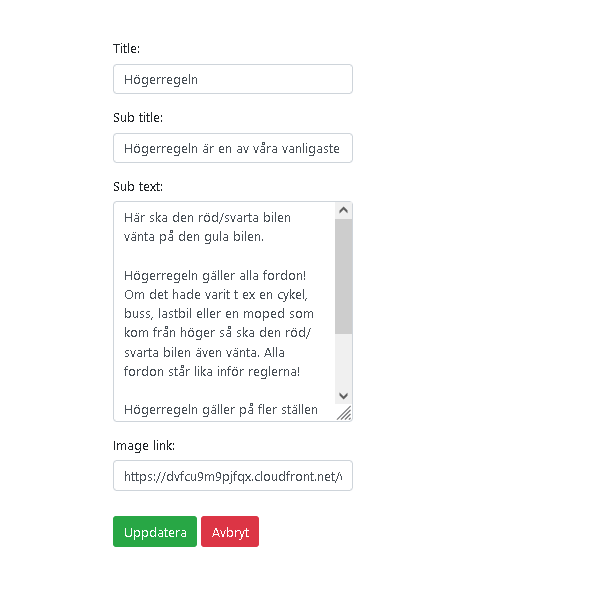 Title:
Högerregeln
Sub title:
Högerregeln är en av våra vanligaste
Sub text:
Här ska den röd/svarta bilen
vänta på den gula bilen.
Högerregeln gäller alla fordon!
Om det hade varit t ex en cykel,
buss, lastbil eller en moped som
kom från höger så ska den röd/
svarta bilen även vänta. Alla
fordon står lika inför reglerna!
Högerregeln gäller på fler ställen
Image link:
https://dvfcu9m9pjfqx.cloudfront.net/
Uppdatera Avbryt